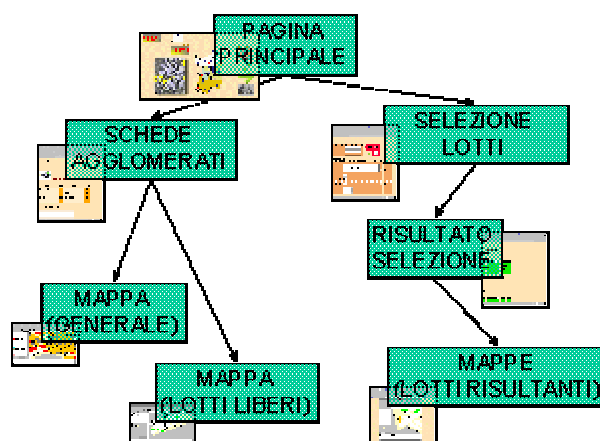 PAGINA
PRINCIPALE
SCHEDE
AGGLOMERATI
SELEZIONE
LOTTI
RISULTATO
SELEZIONE
MAPPA
(GENERALE)
MAPPA
(LOTTI LIBERI)
MAPPE
(LOTTI RISULTANTI)